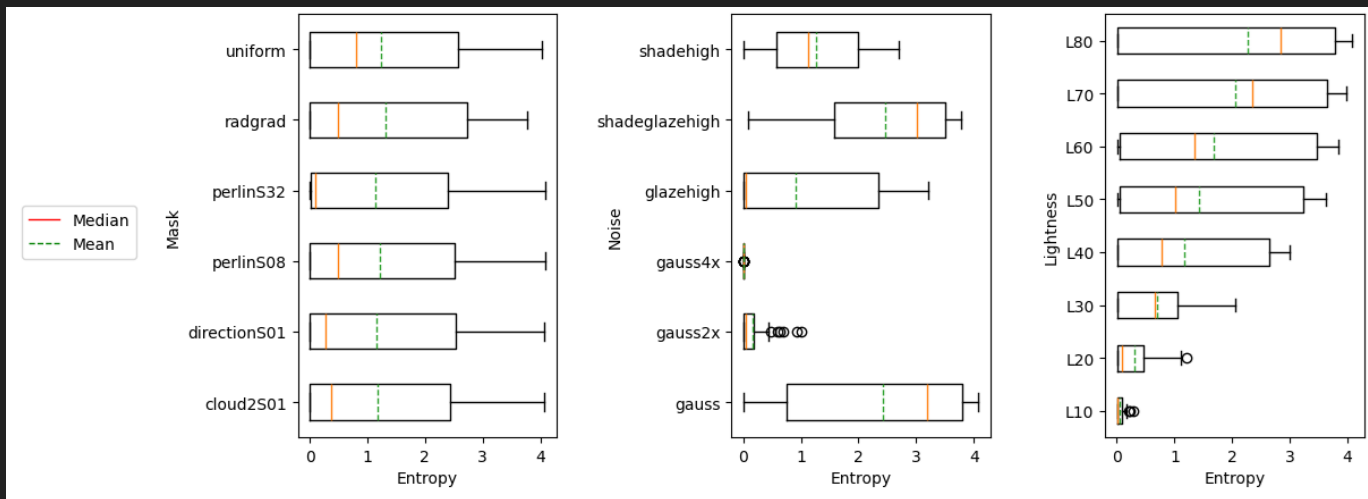 Median
Mean
Mask
uniform
radgrad
perlinS32
perlinS08
directionS01
cloud2S01
0 1 2 3 4
Entropy
Noise
shadehigh
shadeglazehigh
glazehigh
gauss4x
gauss2x
gauss
0 1 2 3 4
Entropy
Lightness
L80
L70
L60
L50
L40
L30
L20
L10
0 1 2 3 4
Entropy